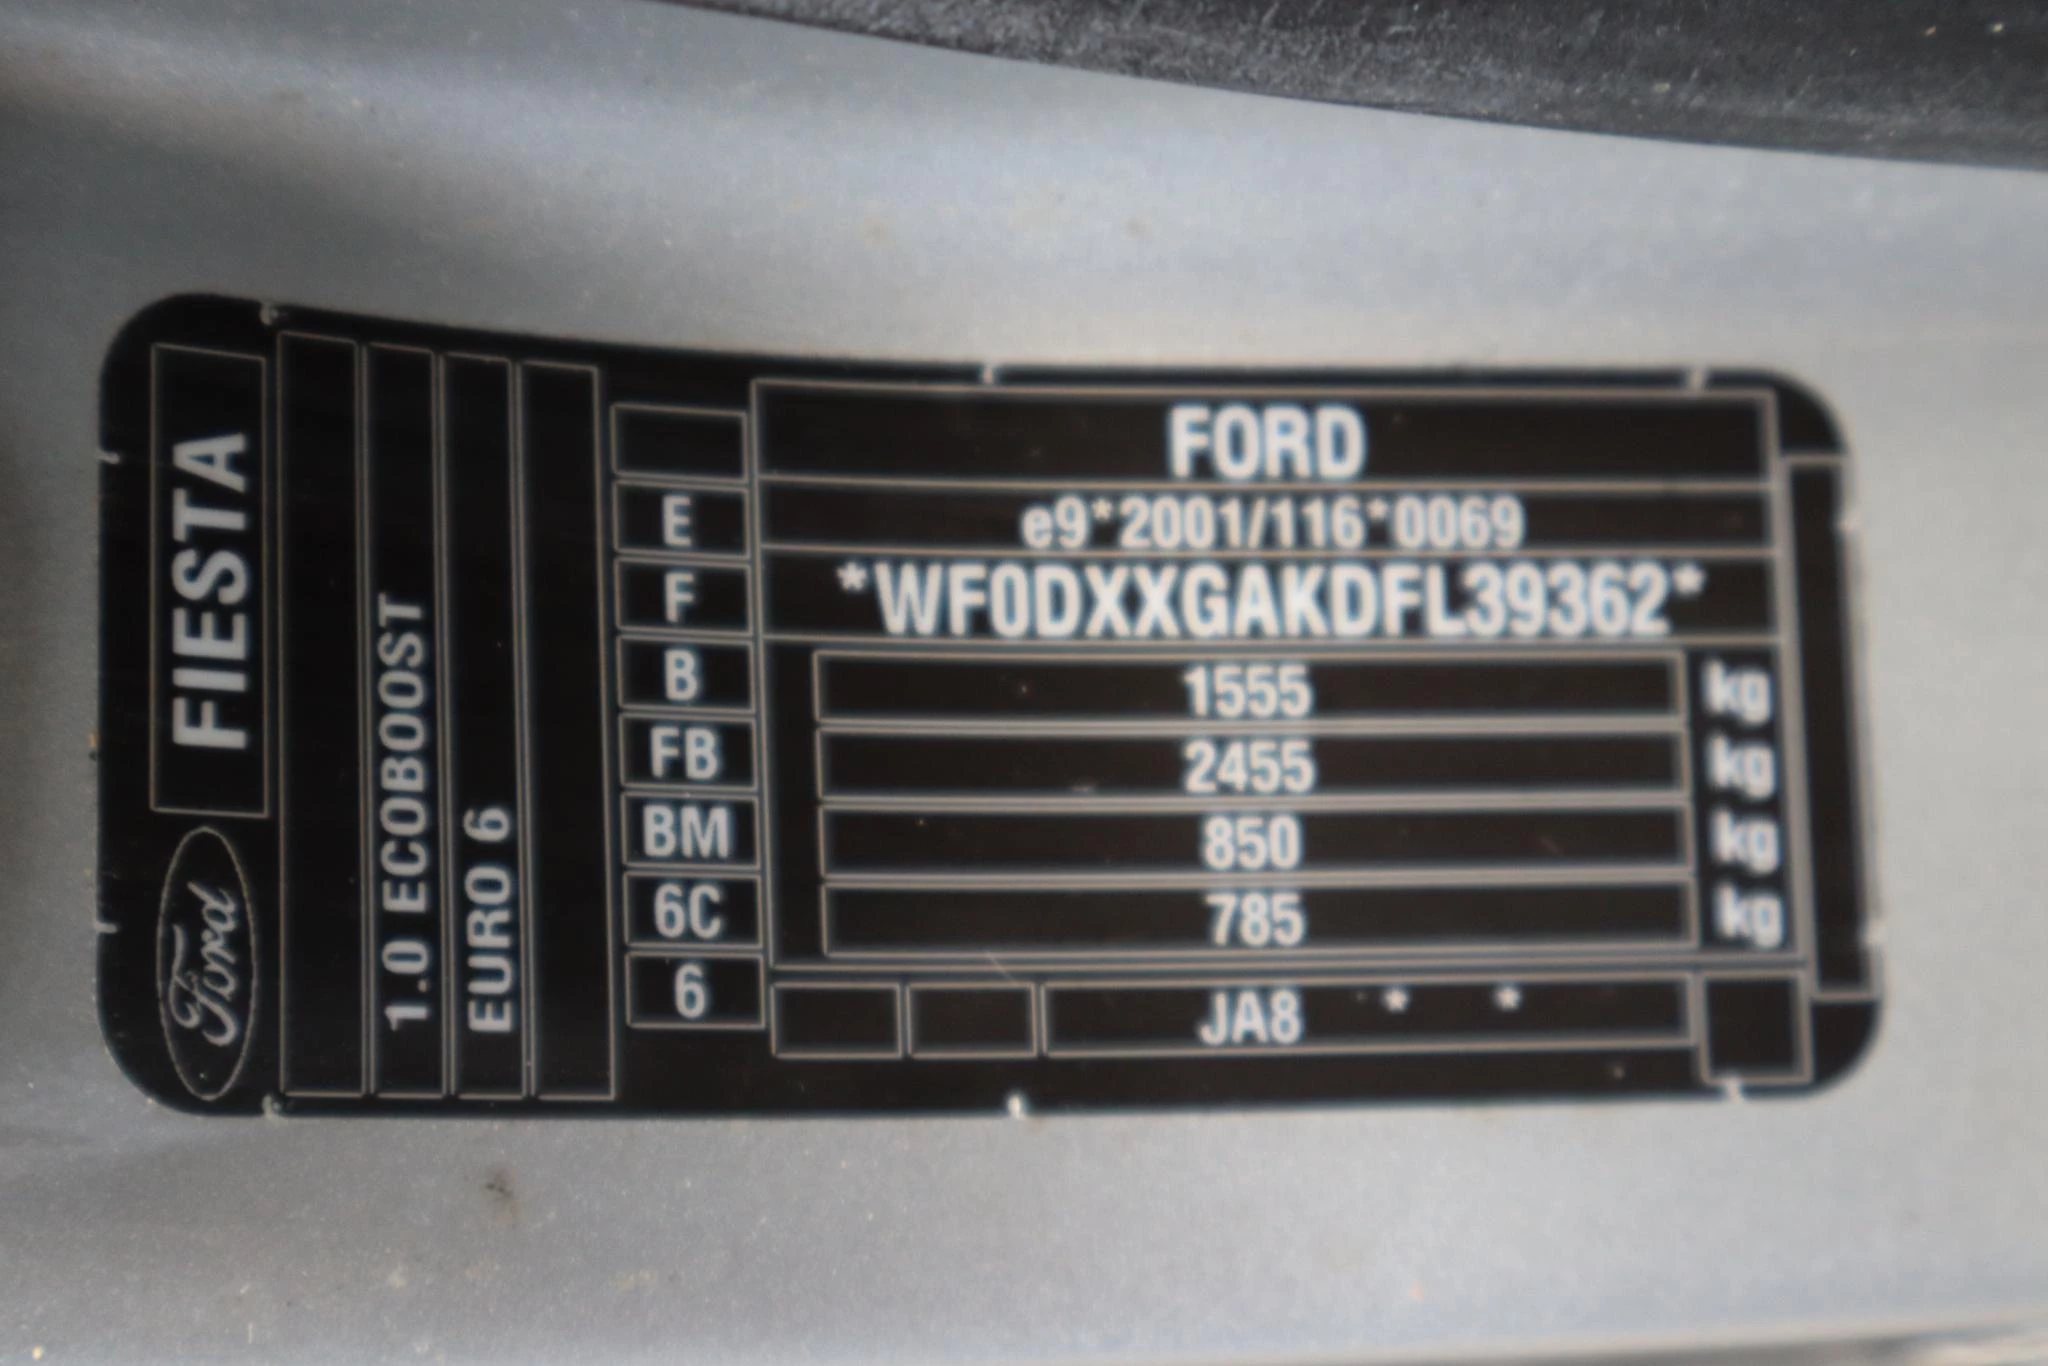 FIESTA
Ford
1.0 ECOBOOST
EURO 6
FORD
E e9*2001/116*0069
F *WF0DXXGAKDFL39362*
B 1555 kg
FB 2455 kg
BM 850 kg
6C 785 kg
6 JA8 * *